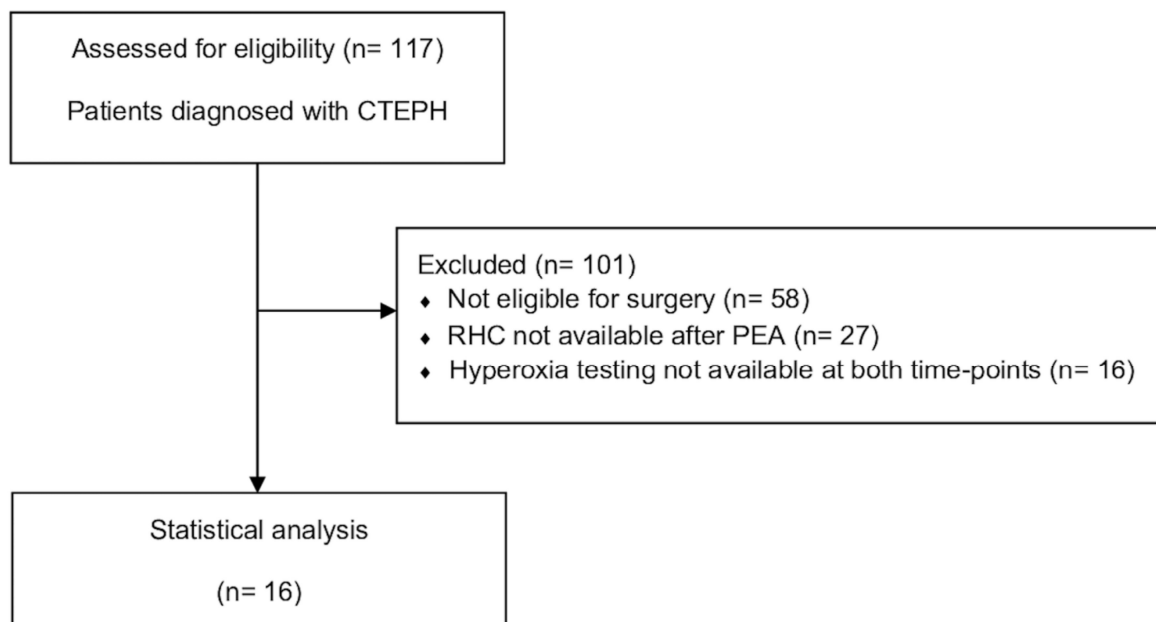 Assessed for eligibility (n= 117)
Patients diagnosed with CTEPH
Excluded (n= 101)
♦ Not eligible for surgery (n= 58)
♦ RHC not available after PEA (n= 27)
♦ Hyperoxia testing not available at both time-points (n= 16)
Statistical analysis
(n= 16)